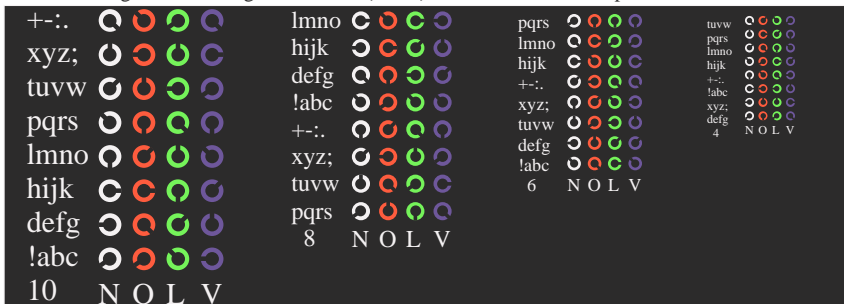 +-:.
xyz;
tuvw
pqrs
lmno
hijk
defg
!abc
10 N O L V
lmno
hijk
defg
!abc
+-:.
xyz;
tuvw
pqrs
8 N O L V
pqrs
lmno
hijk
+-:.
xyz;
tuvw
defg
!abc
6 N O L V
tuvw
pqrs
lmno
hijk
+-:.
!abc
xyz;
defg
4 N O L V